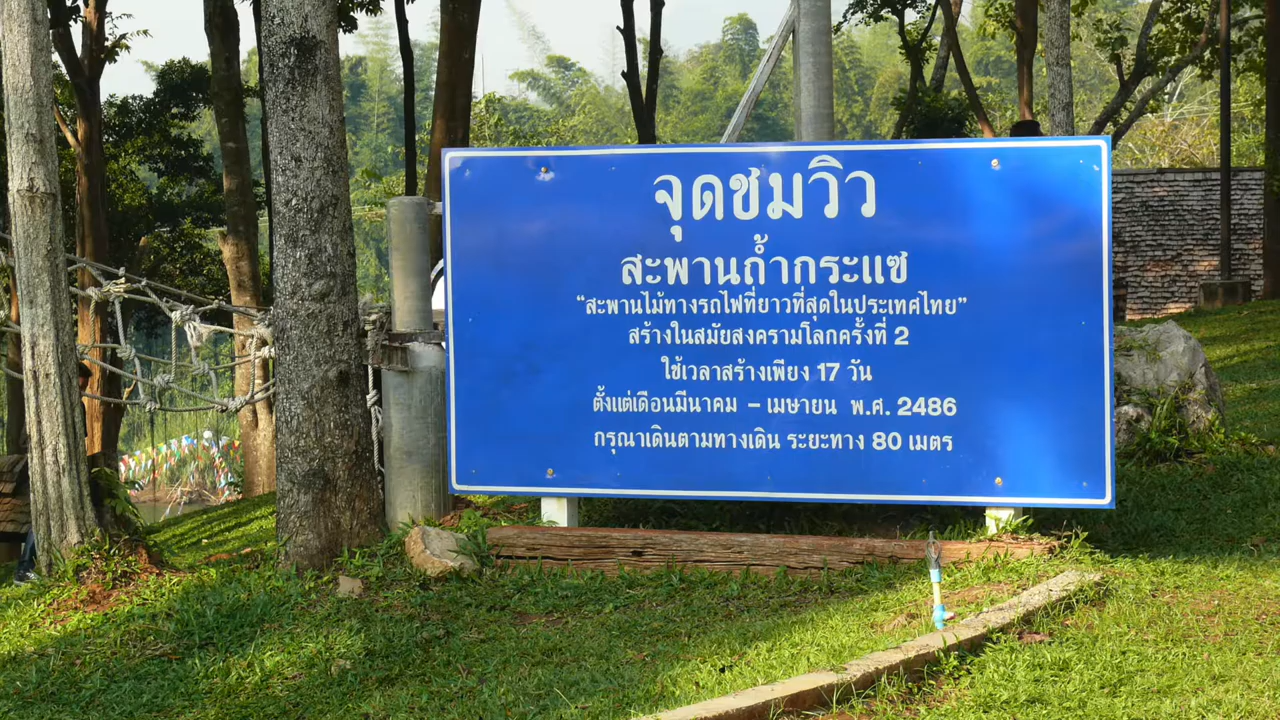 จุดชมวิว
สะพานถ้ำกระแซ
“สะพานไม้ทางรถไฟที่ยาวที่สุดในประเทศไทย”
สร้างในสมัยสงครามโลกครั้งที่ 2
ใช้เวลาสร้างเพียง 17 วัน
ตั้งแต่เดือนมีนาคม – เมษายน พ.ศ. 2486
กรุณาเดินตามทางเดิน ระยะทาง 80 เมตร